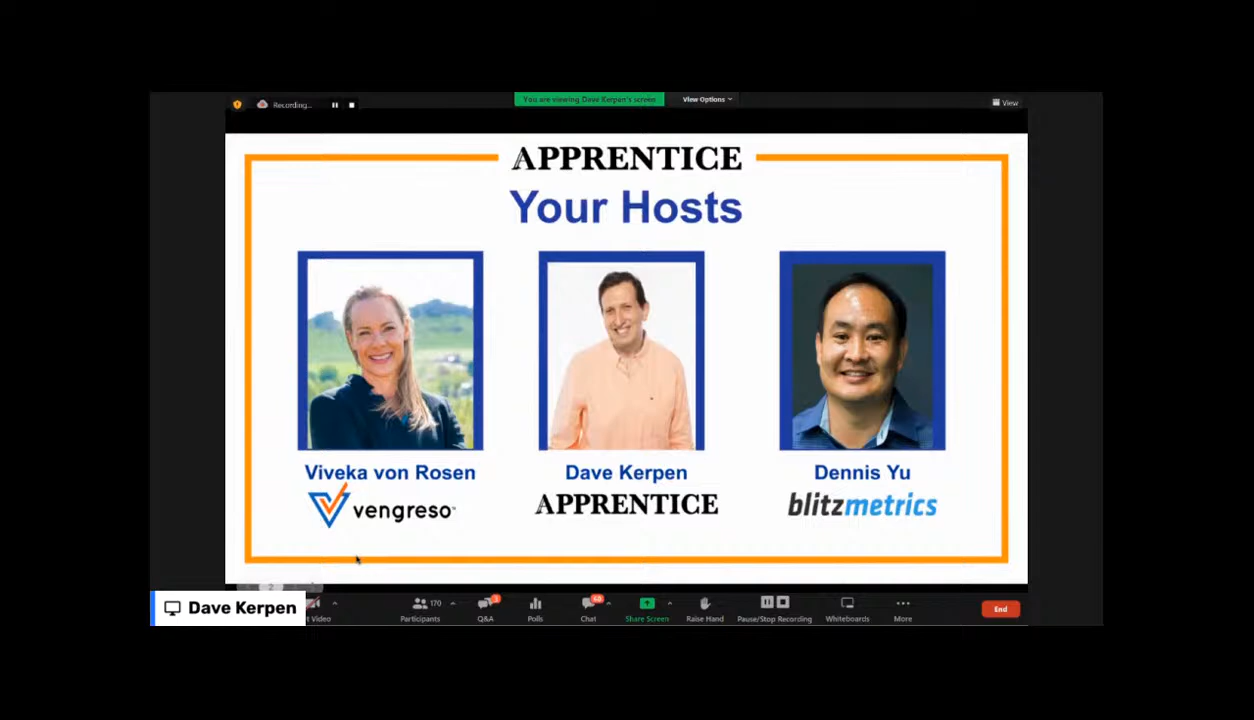 Recording...
You are viewing Dave Kerpen's screen
View Options
View
APPRENTICE
Your Hosts
Viveka von Rosen
Dave Kerpen
Dennis Yu
vengreso
APPRENTICE
blitzmetrics
Dave Kerpen
Video
170
Participants
Q&A
Polls
60
Chat
Share Screen
Raise Hand
Pause/Stop Recording
Whiteboards
More
End